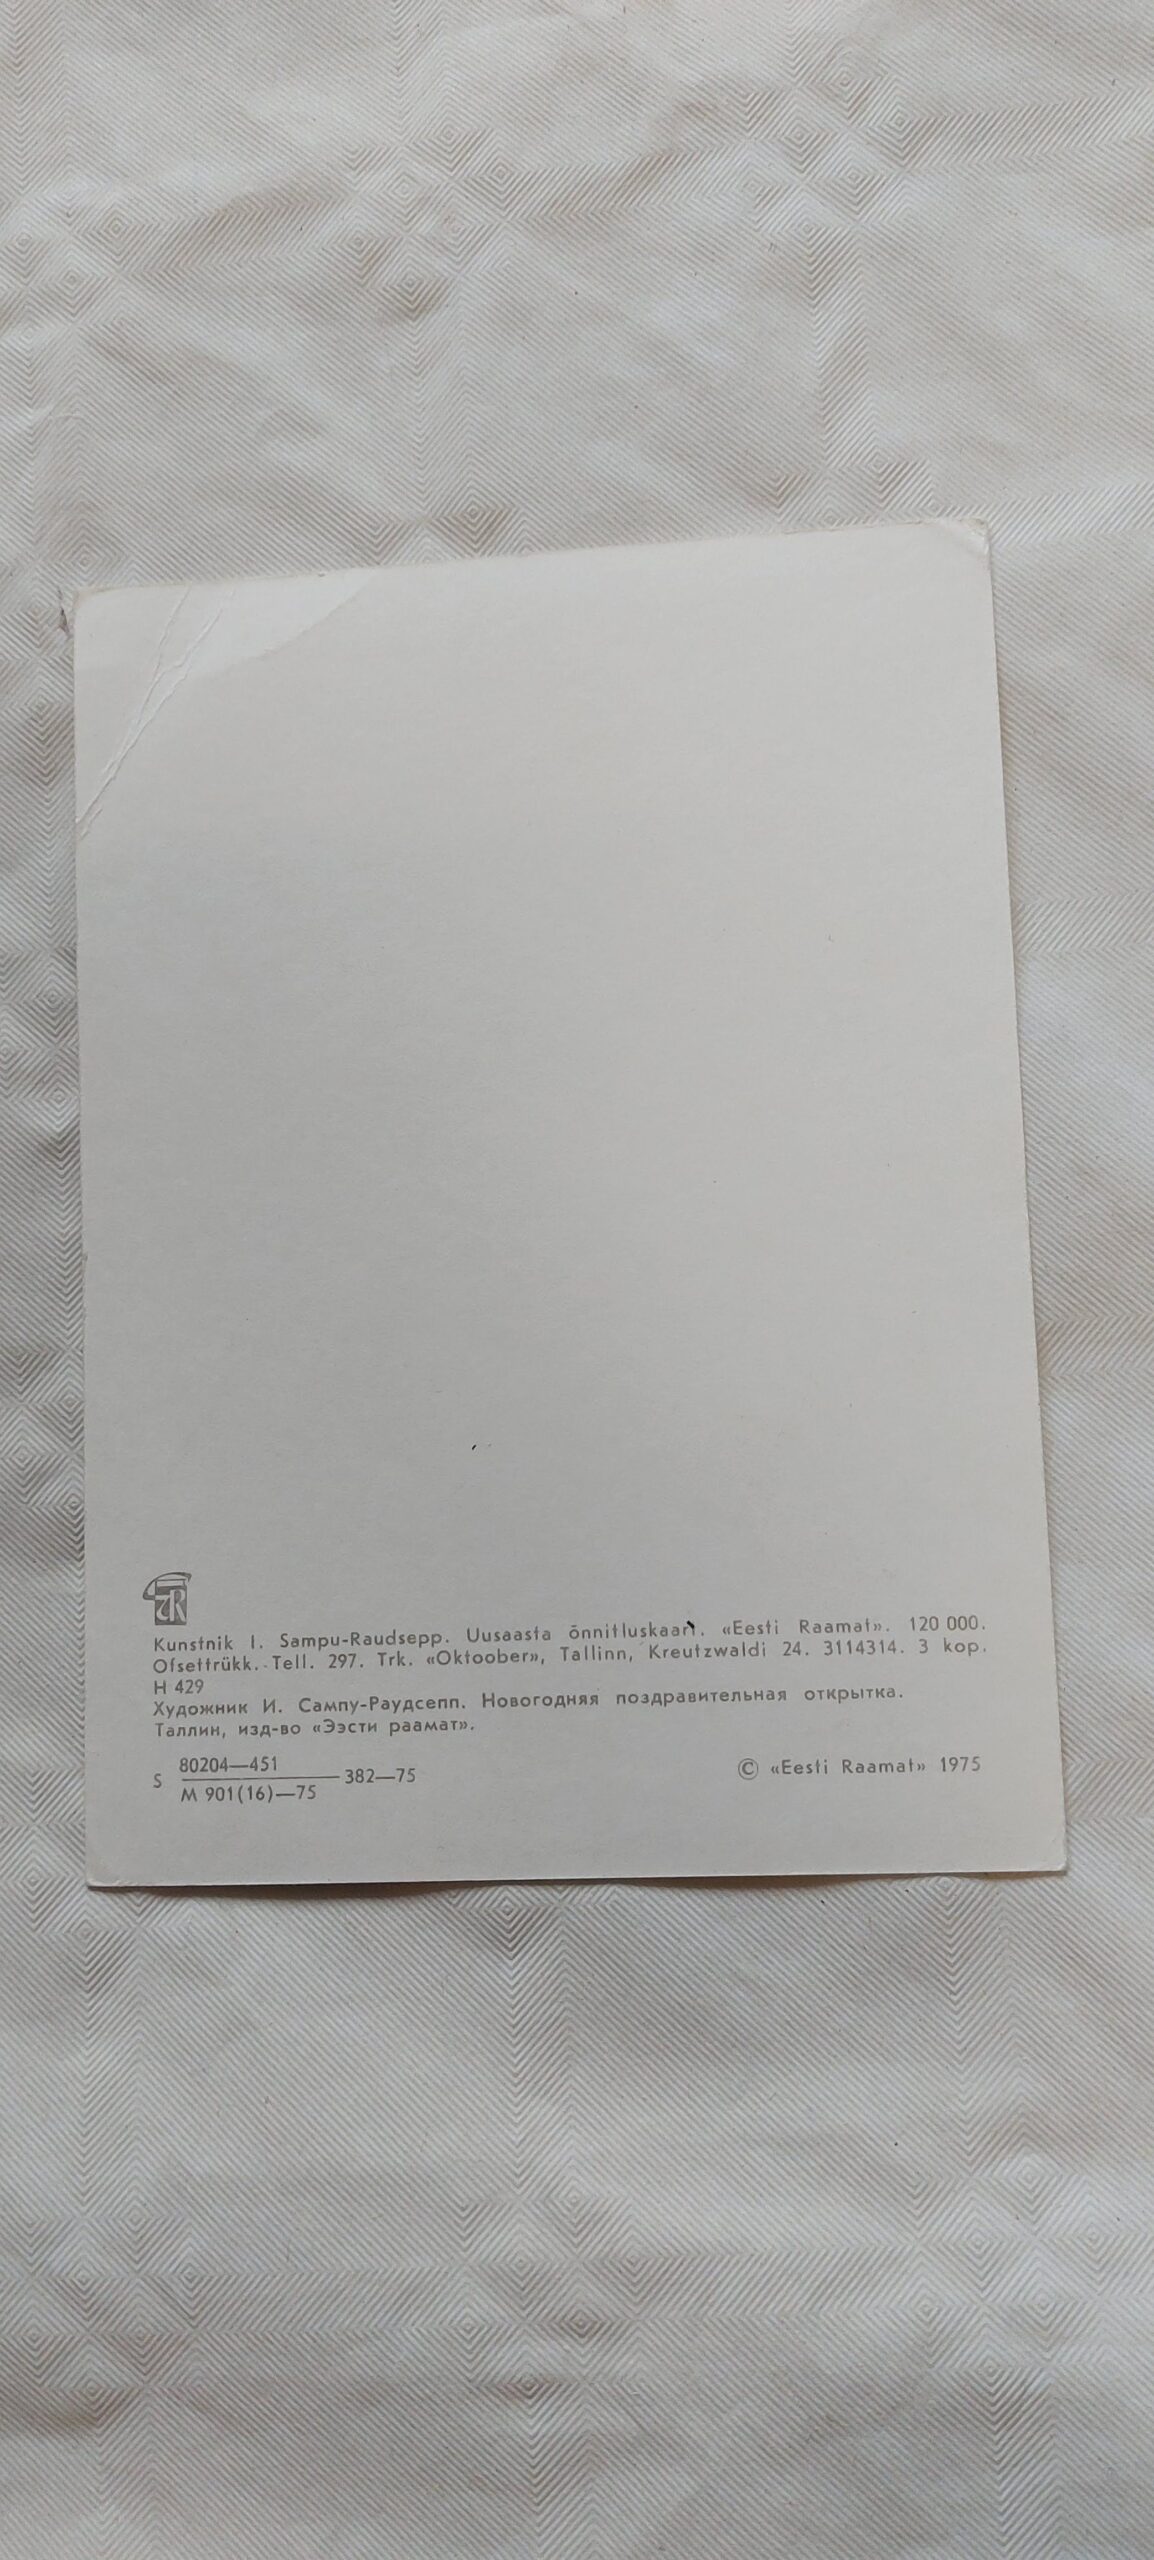 ER
Kunstnik I. Sampu-Raudsepp. Uusaasta õnnitluskaart. «Eesti Raamat». 120 000.
Ofsettrükk. Tell. 297. Trk. «Oktoober», Tallinn, Kreutzwaldi 24. 3114314. 3 kop.
H 429
Художник И. Сампу-Раудсепп. Новогодняя поздравительная открытка.
Таллин, изд-во «Ээсти раамат».
80204—451
S 382—75
M 901(16)—75
© «Eesti Raamat» 1975